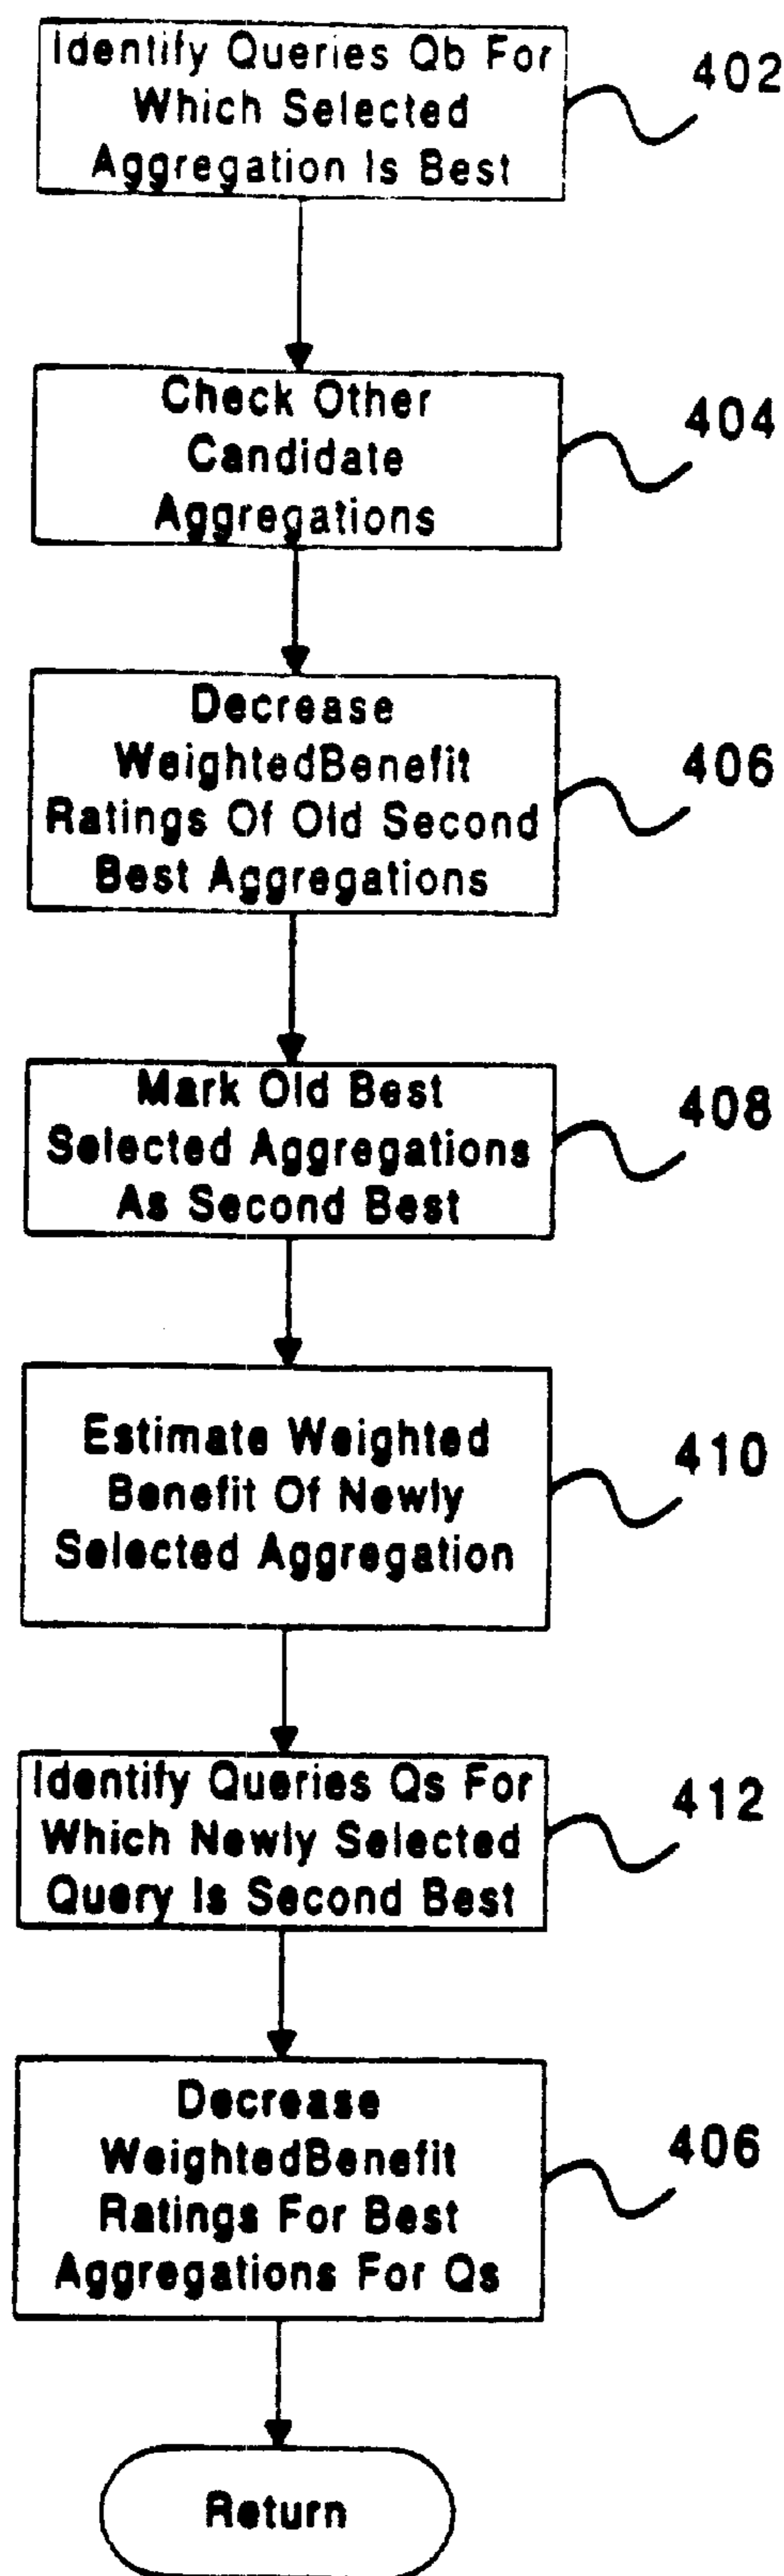 Identify Queries Qb For
Which Selected
Aggregation Is Best
402
Check Other
Candidate
Aggregations
404
Decrease
WeightedBenefit
Ratings Of Old Second
Best Aggregations
406
Mark Old Best
Selected Aggregations
As Second Best
408
Estimate Weighted
Benefit Of Newly
Selected Aggregation
410
Identify Queries Qs For
Which Newly Selected
Query Is Second Best
412
Decrease
WeightedBenefit
Ratings For Best
Aggregations For Qs
406
Return